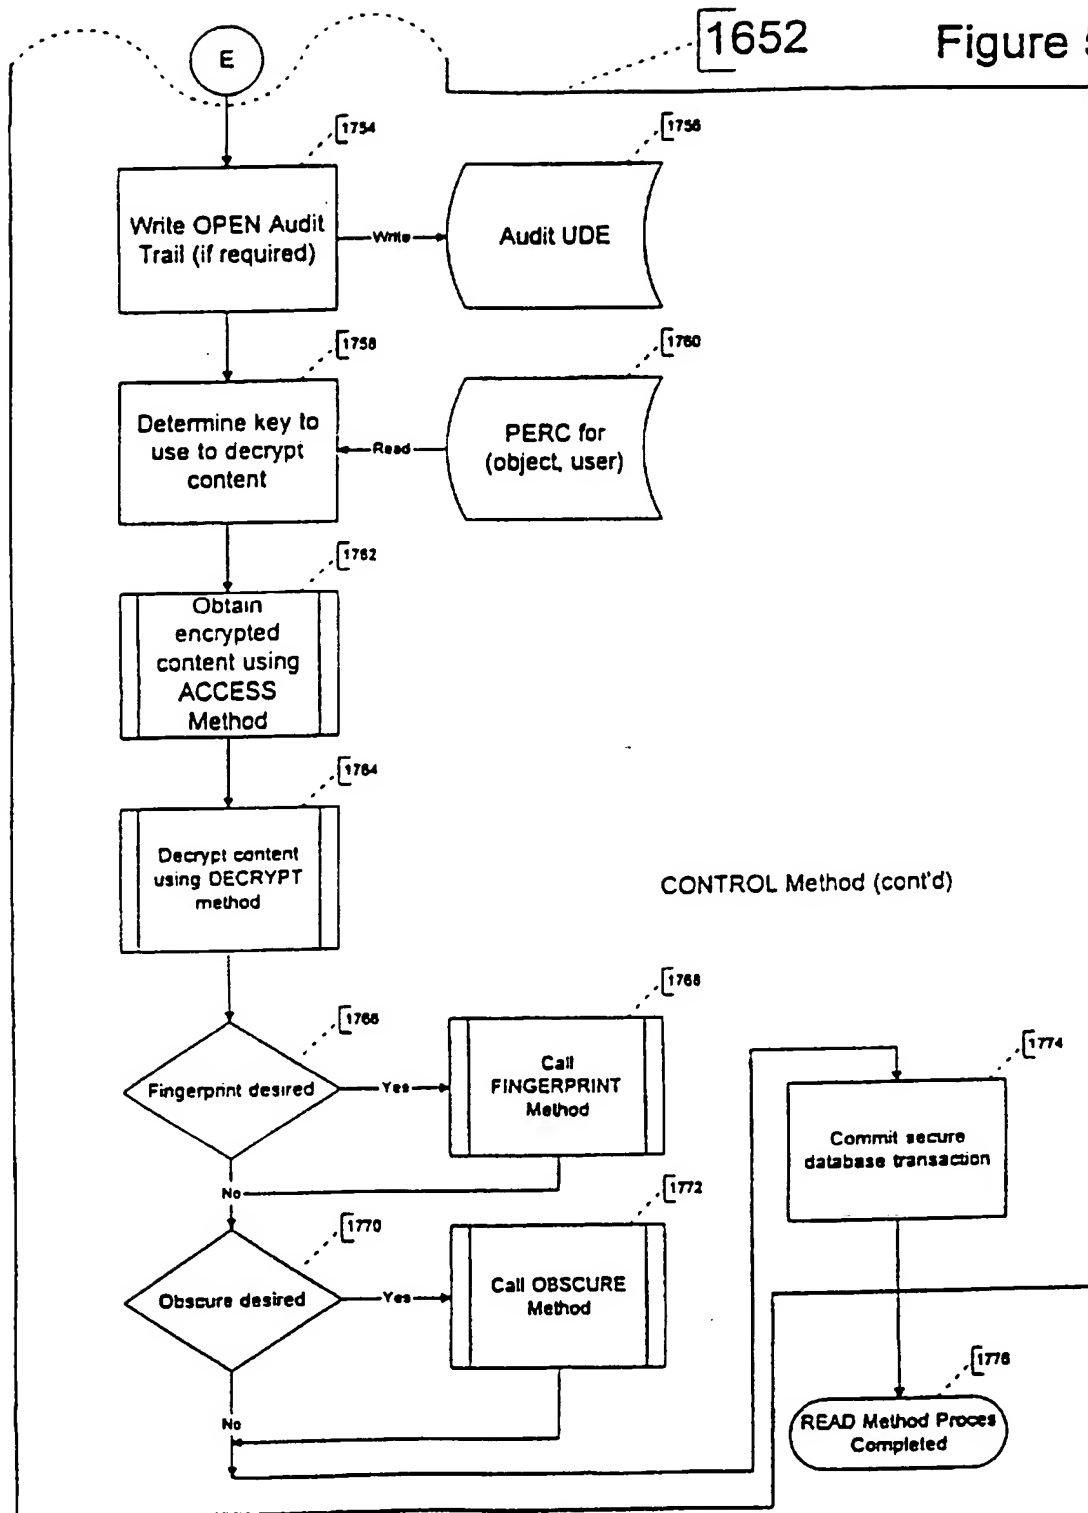 1652
Figure 5
E
1754
Write OPEN Audit
Trail (if required)
Write
1756
Audit UDE
1758
Determine key to
use to decrypt
content
Read
1760
PERC for
(object, user)
1762
Obtain
encrypted
content using
ACCESS
Method
1764
Decrypt content
using DECRYPT
method
CONTROL Method (cont'd)
1766
Fingerprint desired
Yes
1768
Call
FINGERPRINT
Method
No
1770
Obscure desired
Yes
1772
Call OBSCURE
Method
No
1774
Commit secure
database transaction
1776
READ Method Proces
Completed